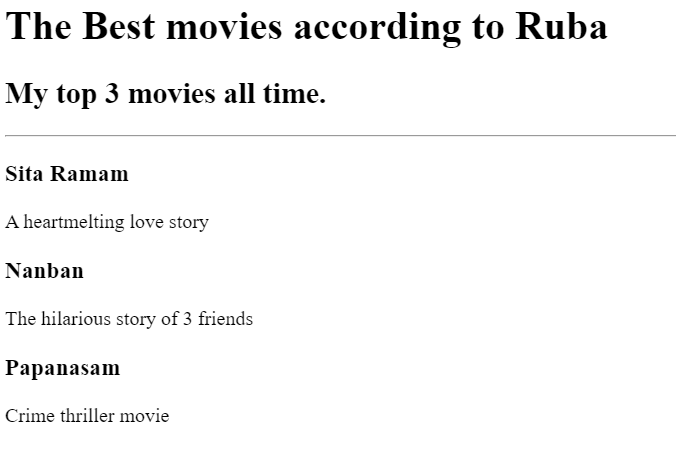 The Best movies according to Ruba
My top 3 movies all time.
Sita Ramam
A heartmelting love story
Nanban
The hilarious story of 3 friends
Papanasam
Crime thriller movie